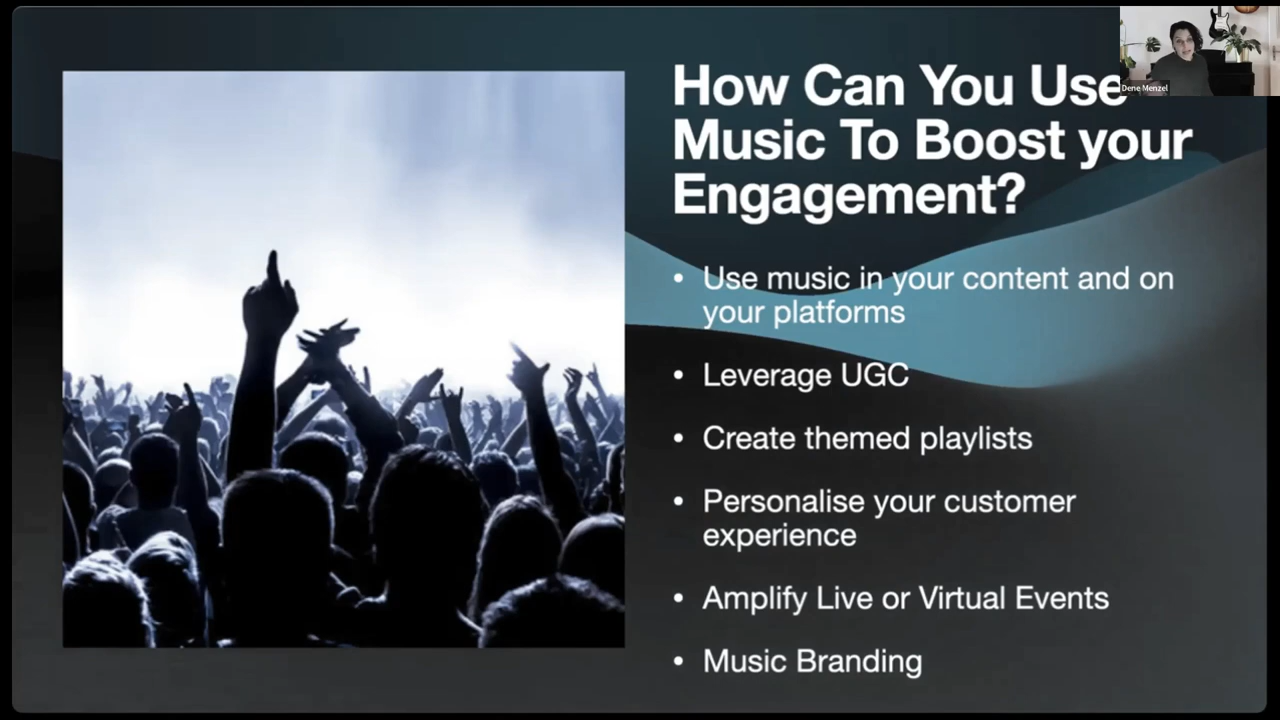 How Can You Use
Music To Boost your
Engagement?
• Use music in your content and on
your platforms
• Leverage UGC
• Create themed playlists
• Personalise your customer
experience
• Amplify Live or Virtual Events
• Music Branding
Dene Menzel